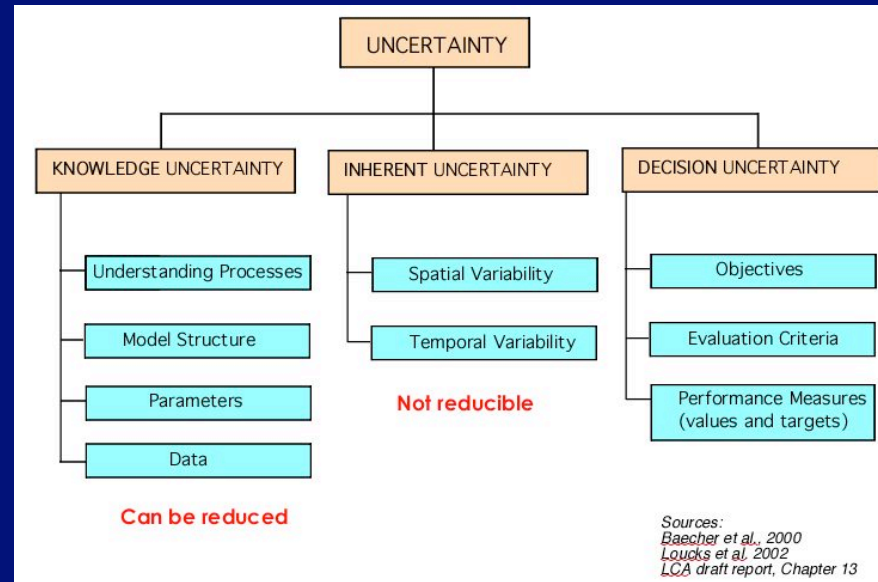 UNCERTAINTY
KNOWLEDGE UNCERTAINTY
Understanding Processes
Model Structure
Parameters
Data
Can be reduced
INHERENT UNCERTAINTY
Spatial Variability
Temporal Variability
Not reducible
DECISION UNCERTAINTY
Objectives
Evaluation Criteria
Performance Measures
(values and targets)
Sources:
Baecher et al., 2000
Loucks et al, 2002
LCA draft report, Chapter 13